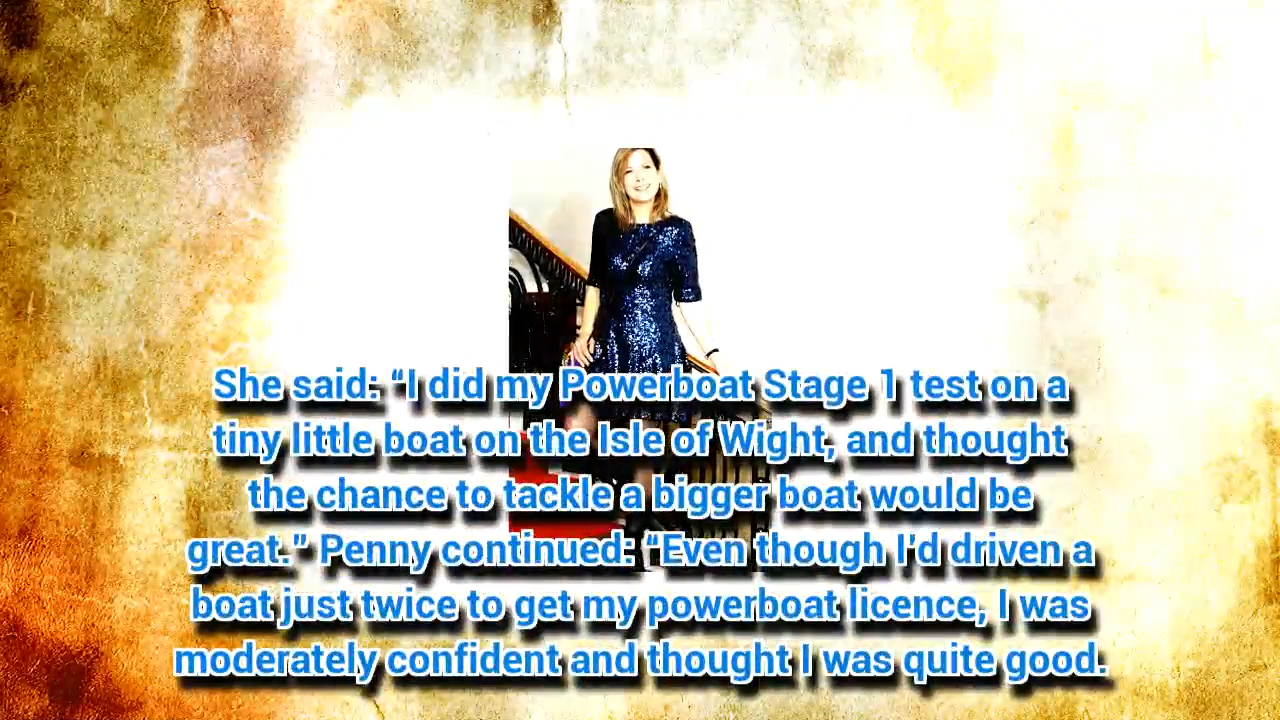 She said: “I did my Powerboat Stage 1 test on a
tiny little boat on the Isle of Wight, and thought
the chance to tackle a bigger boat would be
great.” Penny continued: “Even though I’d driven a
boat just twice to get my powerboat licence, I was
moderately confident and thought I was quite good.